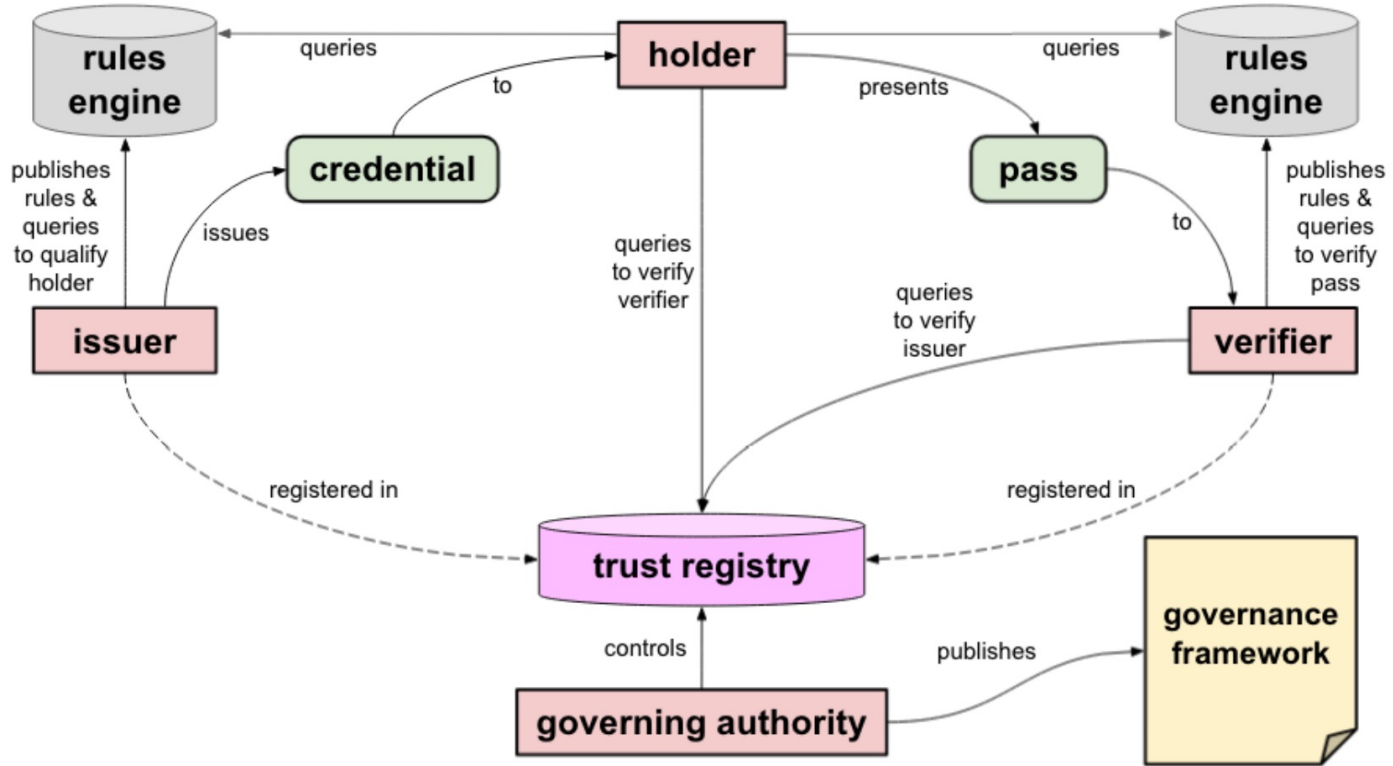 rules
engine
queries
holder
queries
rules
engine
to
presents
credential
pass
publishes
rules &
queries
to qualify
holder
issues
queries
to verify
verifier
to
publishes
rules &
queries
to verify
pass
queries
to verify
issuer
issuer
verifier
registered in
registered in
trust registry
controls
publishes
governance
framework
governing authority